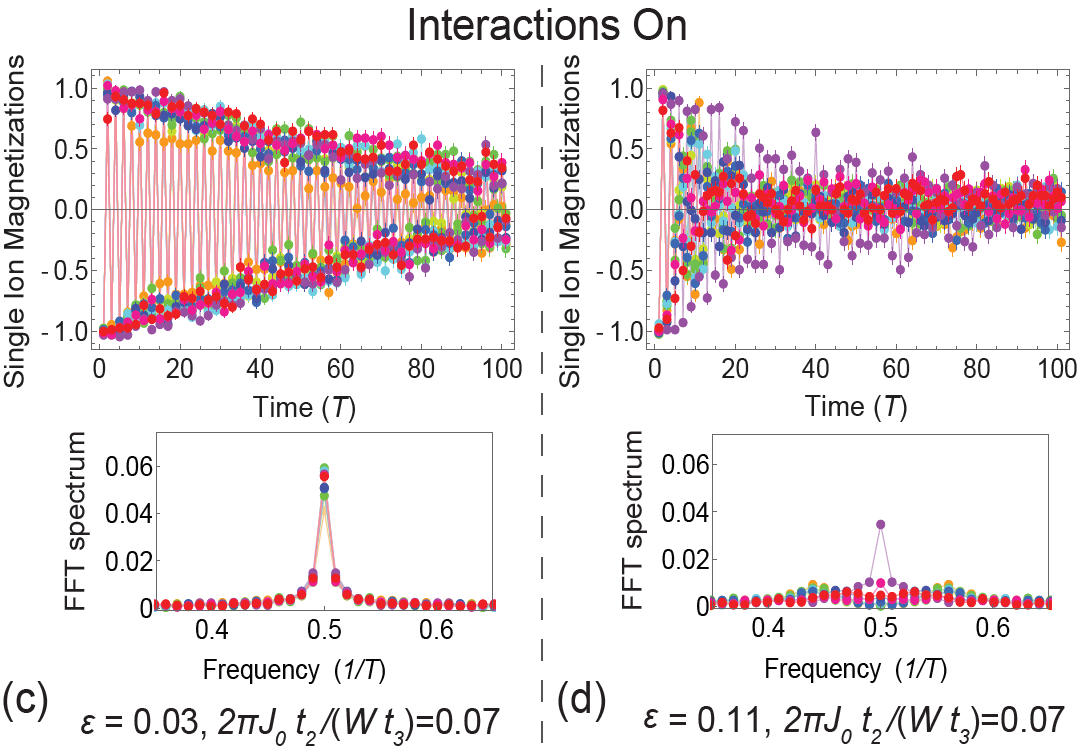 Interactions On
Single Ion Magnetizations
1.0
0.5
0.0
- 0.5
- 1.0
0 20 40 60 80 100
Time (T)
FFT spectrum
0.06
0.04
0.02
0
0.4 0.5 0.6
Frequency (1/T)
(c)
ε = 0.03, 2πJ₀ t₂/(W t₃)=0.07
Single Ion Magnetizations
1.0
0.5
0.0
- 0.5
- 1.0
0 20 40 60 80 100
Time (T)
FFT spectrum
0.06
0.04
0.02
0
0.4 0.5 0.6
Frequency (1/T)
(d)
ε = 0.11, 2πJ₀ t₂/(W t₃)=0.07